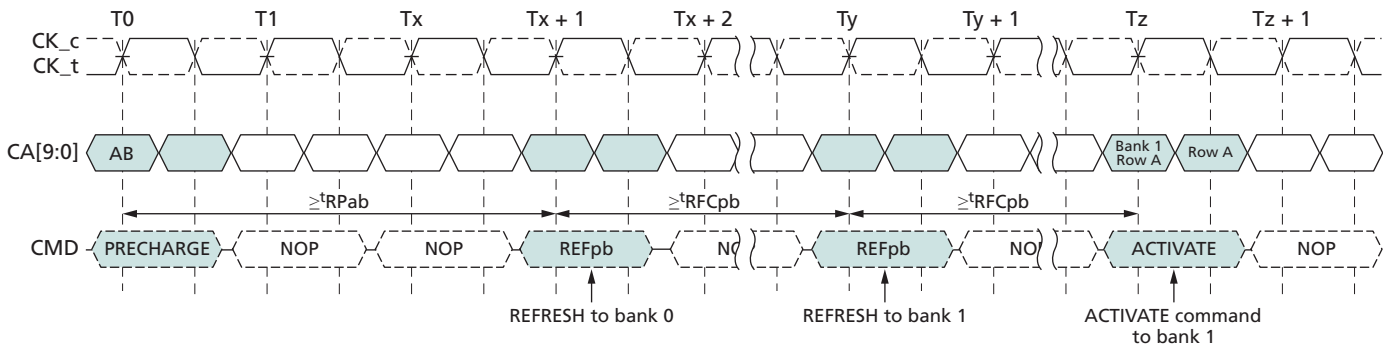 T0 T1 Tx Tx + 1 Tx + 2 Ty Ty + 1 Tz Tz + 1
CK_c
CK_t
CA[9:0] AB Bank 1 Row A Row A
≥tRPab ≥tRFCpb ≥tRFCpb
CMD PRECHARGE NOP NOP REFpb REFpb ACTIVATE NOP
REFRESH to bank 0 REFRESH to bank 1 ACTIVATE command
to bank 1